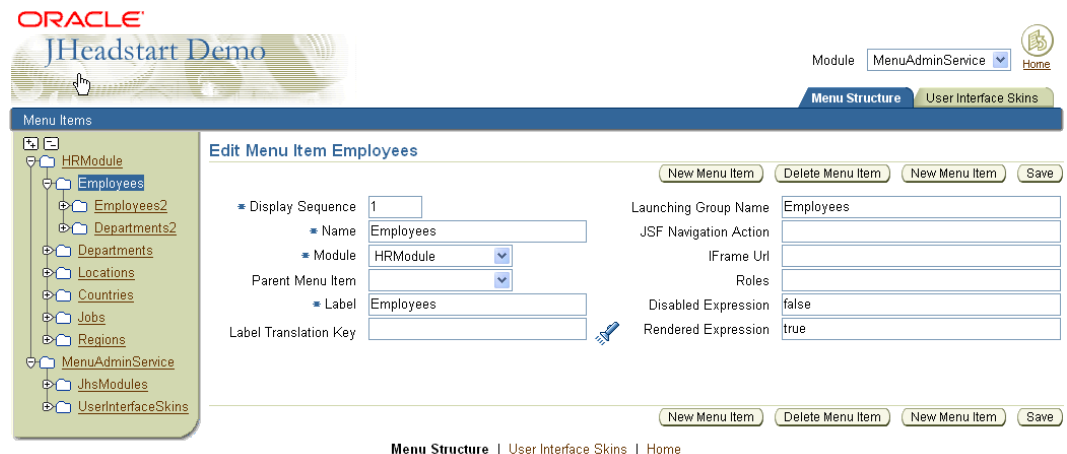 ORACLE
JHeadstart Demo
Module MenuAdminService
Home
Menu Structure User Interface Skins
Menu Items
HRModule
Employees
Employees2
Departments2
Departments
Locations
Countries
Jobs
Regions
MenuAdminService
JhsModules
UserInterfaceSkins
Edit Menu Item Employees
New Menu Item Delete Menu Item New Menu Item Save
Display Sequence 1 Launching Group Name Employees
Name Employees JSF Navigation Action
Module HRModule IFrame Url
Parent Menu Item Roles
Label Employees Disabled Expression false
Label Translation Key Rendered Expression true
New Menu Item Delete Menu Item New Menu Item Save
Menu Structure | User Interface Skins | Home